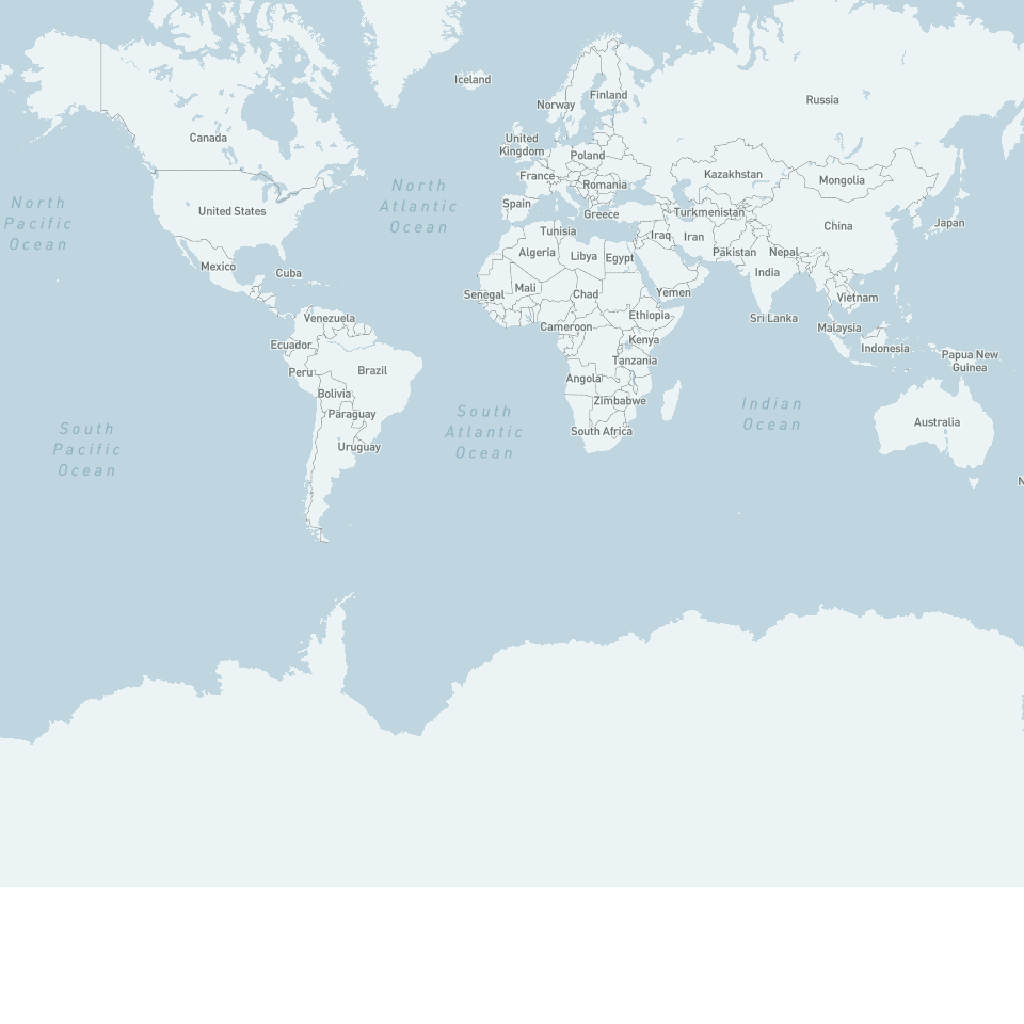 Iceland
Norway
Finland
Russia
Canada
United
Kingdom
Poland
France
Romania
Kazakhstan
Mongolia
North
Pacific
Ocean
North
Atlantic
Ocean
United States
Spain
Greece
Turkmenistan
China
Japan
Tunisia
Iraq
Iran
Algeria
Libya
Egypt
Pakistan
Nepal
Mexico
Cuba
India
Senegal
Mali
Chad
Yemen
Vietnam
Venezuela
Cameroon
Ethiopia
Sri Lanka
Malaysia
Ecuador
Kenya
Indonesia
Papua New
Guinea
Peru
Brazil
Tanzania
Angola
Bolivia
Zimbabwe
Paraguay
South
Atlantic
Ocean
Indian
Ocean
South
Pacific
Ocean
Uruguay
South Africa
Australia
N